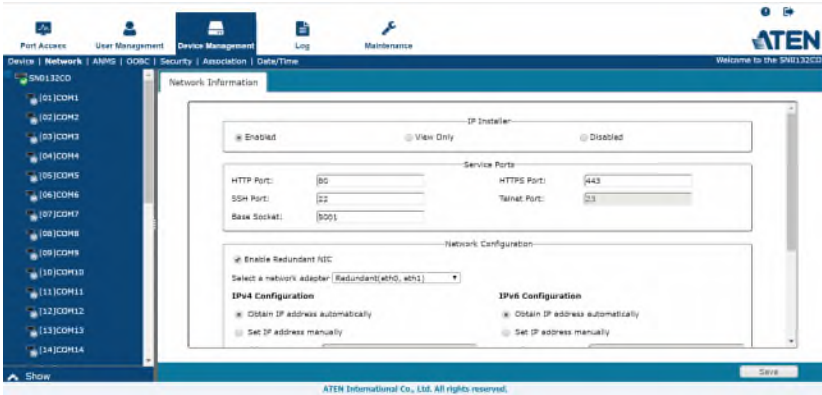 ATEN
Port Access User Management Device Management Log Maintenance
Device | Network | ANMS | OOBC | Security | Association | Date/Time Welcome to the SN0132CO
SN0132CO
[01]COM1
[02]COM2
[03]COM3
[04]COM4
[05]COM5
[06]COM6
[07]COM7
[08]COM8
[09]COM9
[10]COM10
[11]COM11
[12]COM12
[13]COM13
[14]COM14
Show
Network Information
IP Installer
Enabled View Only Disabled
Service Ports
HTTP Port: 80 HTTPS Port: 443
SSH Port: 22 Telnet Port: 23
Base Socket: 5001
Network Configuration
Enable Redundant NIC
Select a network adapter Redundant(eth0, eth1)
IPv4 Configuration IPv6 Configuration
Obtain IP address automatically Obtain IP address automatically
Set IP address manually Set IP address manually
Save
ATEN International Co., Ltd. All rights reserved.